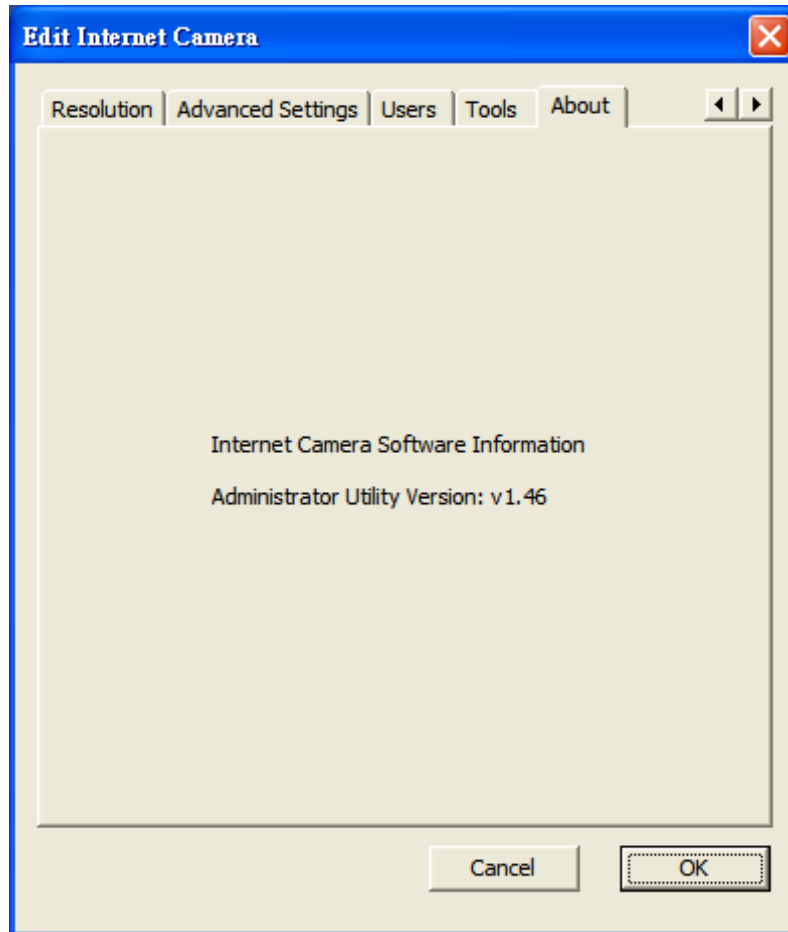 Edit Internet Camera
Resolution Advanced Settings Users Tools About
Internet Camera Software Information
Administrator Utility Version: v1.46
Cancel OK